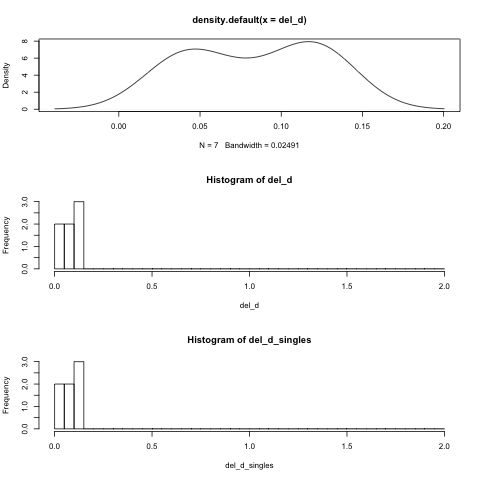 density.default(x = del_d)
Density
0 2 4 6 8
0.00 0.05 0.10 0.15 0.20
N = 7 Bandwidth = 0.02491
Histogram of del_d
Frequency
0.0 1.0 2.0 3.0
0.0 0.5 1.0 1.5 2.0
del_d
Histogram of del_d_singles
Frequency
0.0 1.0 2.0 3.0
0.0 0.5 1.0 1.5 2.0
del_d_singles